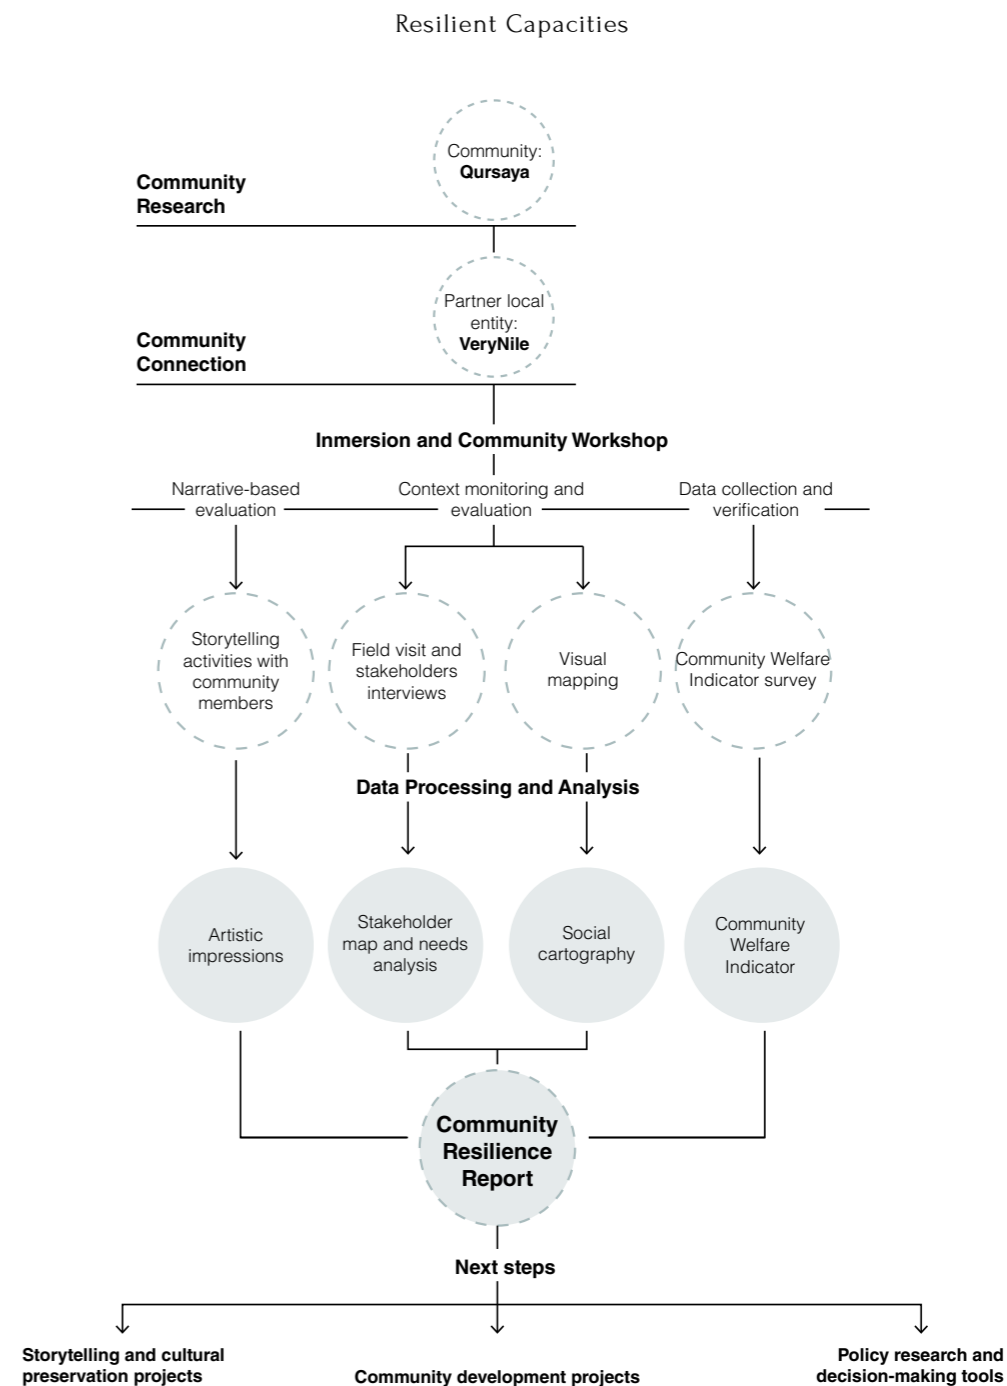 Resilient Capacities
Community:
Qursaya
Community
Research
Partner local
entity:
VeryNile
Community
Connection
Inmersion and Community Workshop
Narrative-based
evaluation
Context monitoring and
evaluation
Data collection and
verification
Storytelling
activities with
community
members
Field visit and
stakeholders
interviews
Visual
mapping
Community Welfare
Indicator survey
Data Processing and Analysis
Artistic
impressions
Stakeholder
map and needs
analysis
Social
cartography
Community
Welfare
Indicator
Community
Resilience
Report
Next steps
Storytelling and cultural
preservation projects
Community development projects
Policy research and
decision-making tools